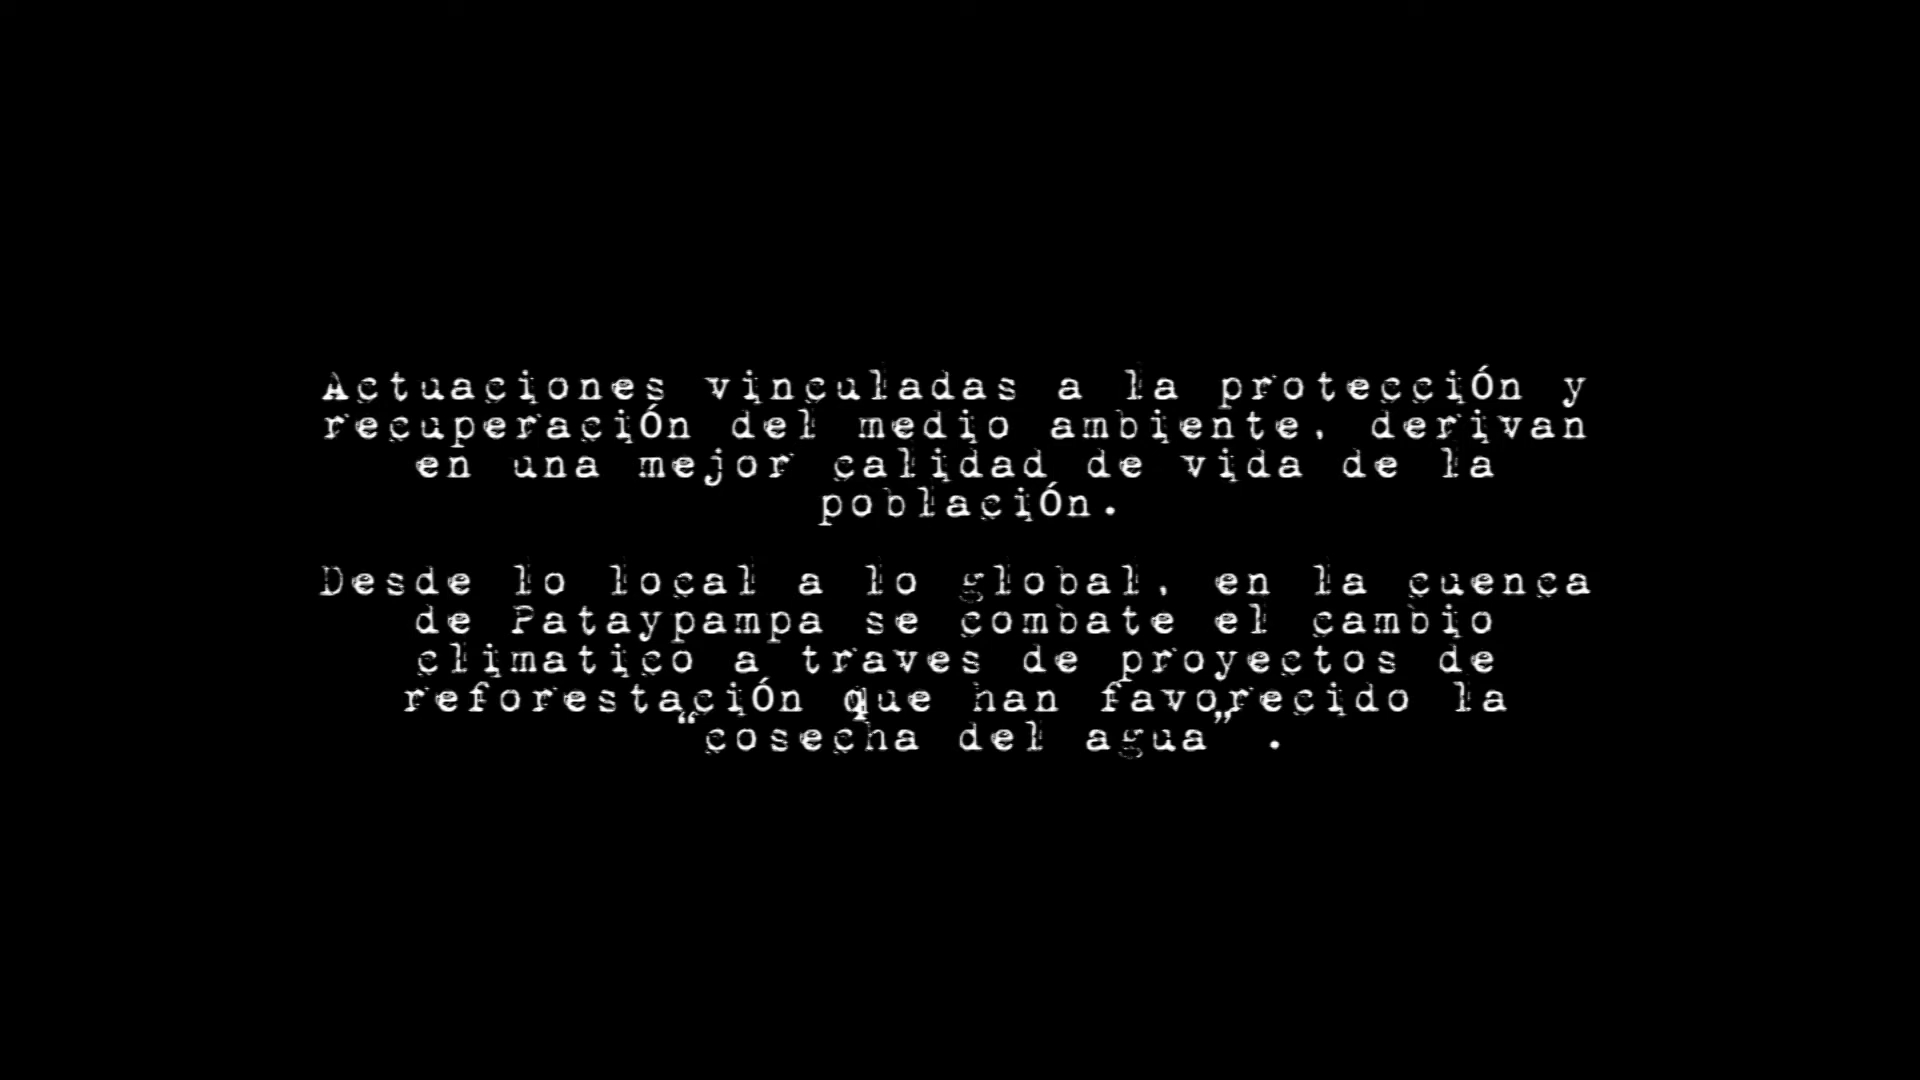 Actuaciones vinculadas a la protección y
recuperación del medio ambiente, derivan
en una mejor calidad de vida de la
población.
Desde lo local a lo global, en la cuenca
de Pataypampa se combate el cambio
climatico a traves de proyectos de
reforestación que han favorecido la
“cosecha del agua” .